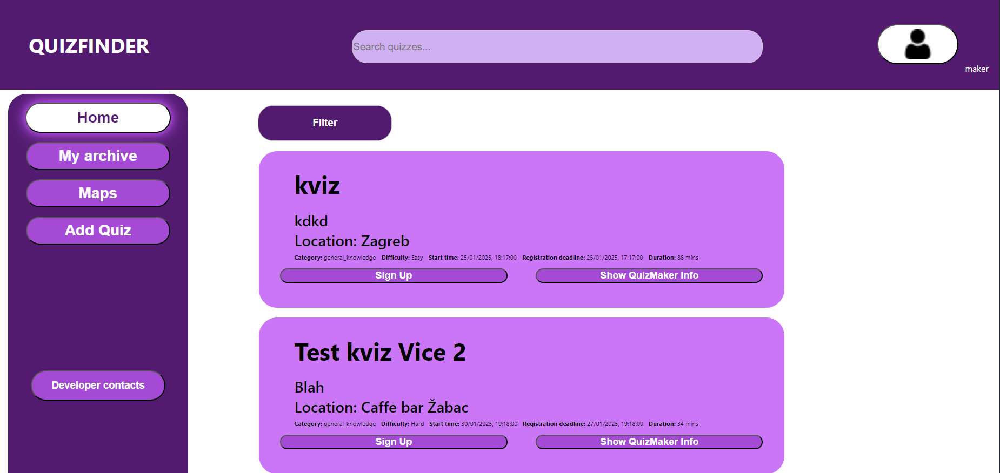 QUIZFINDER
Search quizzes...
maker
Home
My archive
Maps
Add Quiz
Developer contacts
Filter
kviz
kdkd
Location: Zagreb
Category: general_knowledge Difficulty: Easy Start time: 25/01/2025, 18:17:00 Registration deadline: 25/01/2025, 17:17:00 Duration: 88 mins
Sign Up Show QuizMaker Info
Test kviz Vice 2
Blah
Location: Caffe bar Žabac
Category: general_knowledge Difficulty: Hard Start time: 30/01/2025, 19:18:00 Registration deadline: 27/01/2025, 19:18:00 Duration: 34 mins
Sign Up Show QuizMaker Info